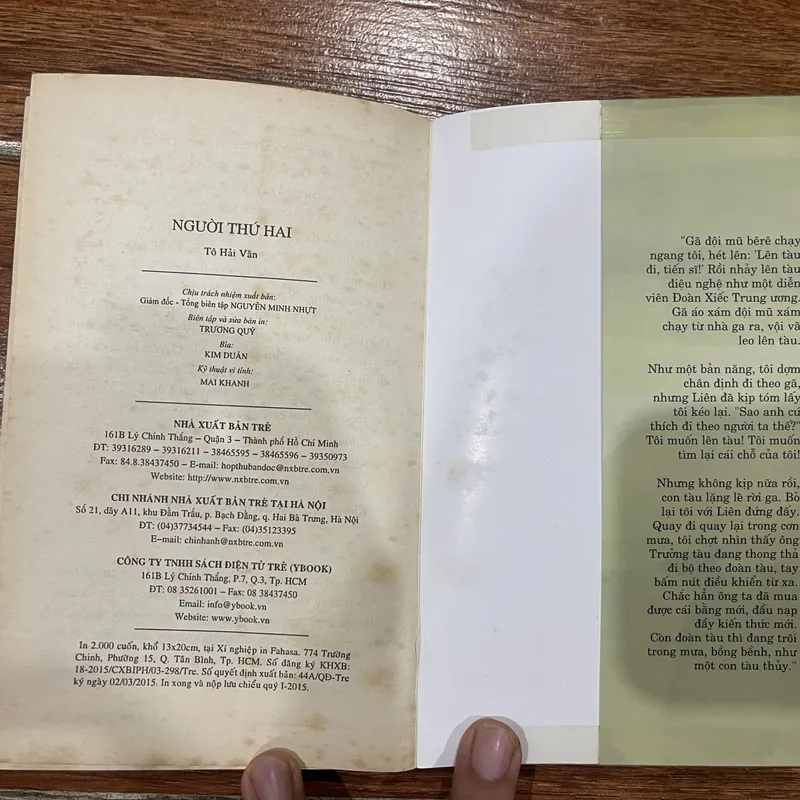 NGƯỜI THỨ HAI
Tô Hải Vân
Chịu trách nhiệm xuất bản:
Giám đốc - Tổng biên tập NGUYỄN MINH NHỰT
Biên tập và sửa bản in:
TRƯƠNG QUÝ
Bìa:
KIM DUẨN
Kỹ thuật vi tính:
MAI KHANH
NHÀ XUẤT BẢN TRẺ
161B Lý Chính Thắng – Quận 3 – Thành phố Hồ Chí Minh
ĐT: 39316289 – 39316211 – 38465595 – 38465596 – 39350973
Fax: 84.8.38437450 – E-mail: hopthubandoc@nxbtre.com.vn
Website: http://www.nxbtre.com.vn
CHI NHÁNH NHÀ XUẤT BẢN TRẺ TẠI HÀ NỘI
Số 21, dãy A11, khu Đầm Trấu, p. Bạch Đằng, q. Hai Bà Trưng, Hà Nội
ĐT: (04)37734544 – Fax: (04)35123395
E-mail: chinhanh@nxbtre.com.vn
CÔNG TY TNHH SÁCH ĐIỆN TỬ TRẺ (YBOOK)
161B Lý Chính Thắng, P.7, Q.3, Tp. HCM
ĐT: 08 35261001 – Fax: 08 38437450
Email: info@ybook.vn
Website: www.ybook.vn
In 2.000 cuốn, khổ 13x20cm, tại Xí nghiệp in Fahasa. 774 Trường
Chinh, Phường 15, Q. Tân Bình, Tp. HCM. Số đăng ký KHXB:
18-2015/CXBIPH/03-298/Tre. Số quyết định xuất bản: 44A/QĐ-Tre
ký ngày 02/03/2015. In xong và nộp lưu chiểu quý I-2015.
"Gã đội mũ bêrê chạy
ngang tôi, hét lên: 'Lên tàu
đi, tiến sĩ!' Rồi nhảy lên tàu
điệu nghệ như một diễn
viên Đoàn Xiếc Trung ương.
Gã áo xám đội mũ xám
chạy từ nhà ga ra, vội vã
leo lên tàu.
Như một bản năng, tôi dợm
chân định đi theo gã,
nhưng Liên đã kịp tóm lấy
tôi kéo lại. "Sao anh cứ
thích đi theo người ta thế?"
Tôi muốn lên tàu! Tôi muốn
tìm lại cái chỗ của tôi!
Nhưng không kịp nữa rồi,
con tàu lặng lẽ rời ga. Bỏ
lại tôi với Liên đứng đấy.
Quay đi quay lại trong cơn
mưa, tôi chợt nhìn thấy ông
Trưởng tàu đang thong thả
đi bộ theo đoàn tàu, tay
bấm nút điều khiển từ xa.
Chắc hẳn ông ta đã mua
được cái bằng mới, đầu nạp
đầy kiến thức mới.
Còn đoàn tàu thì đang trôi
trong mưa, bồng bềnh, như
một con tàu thủy."